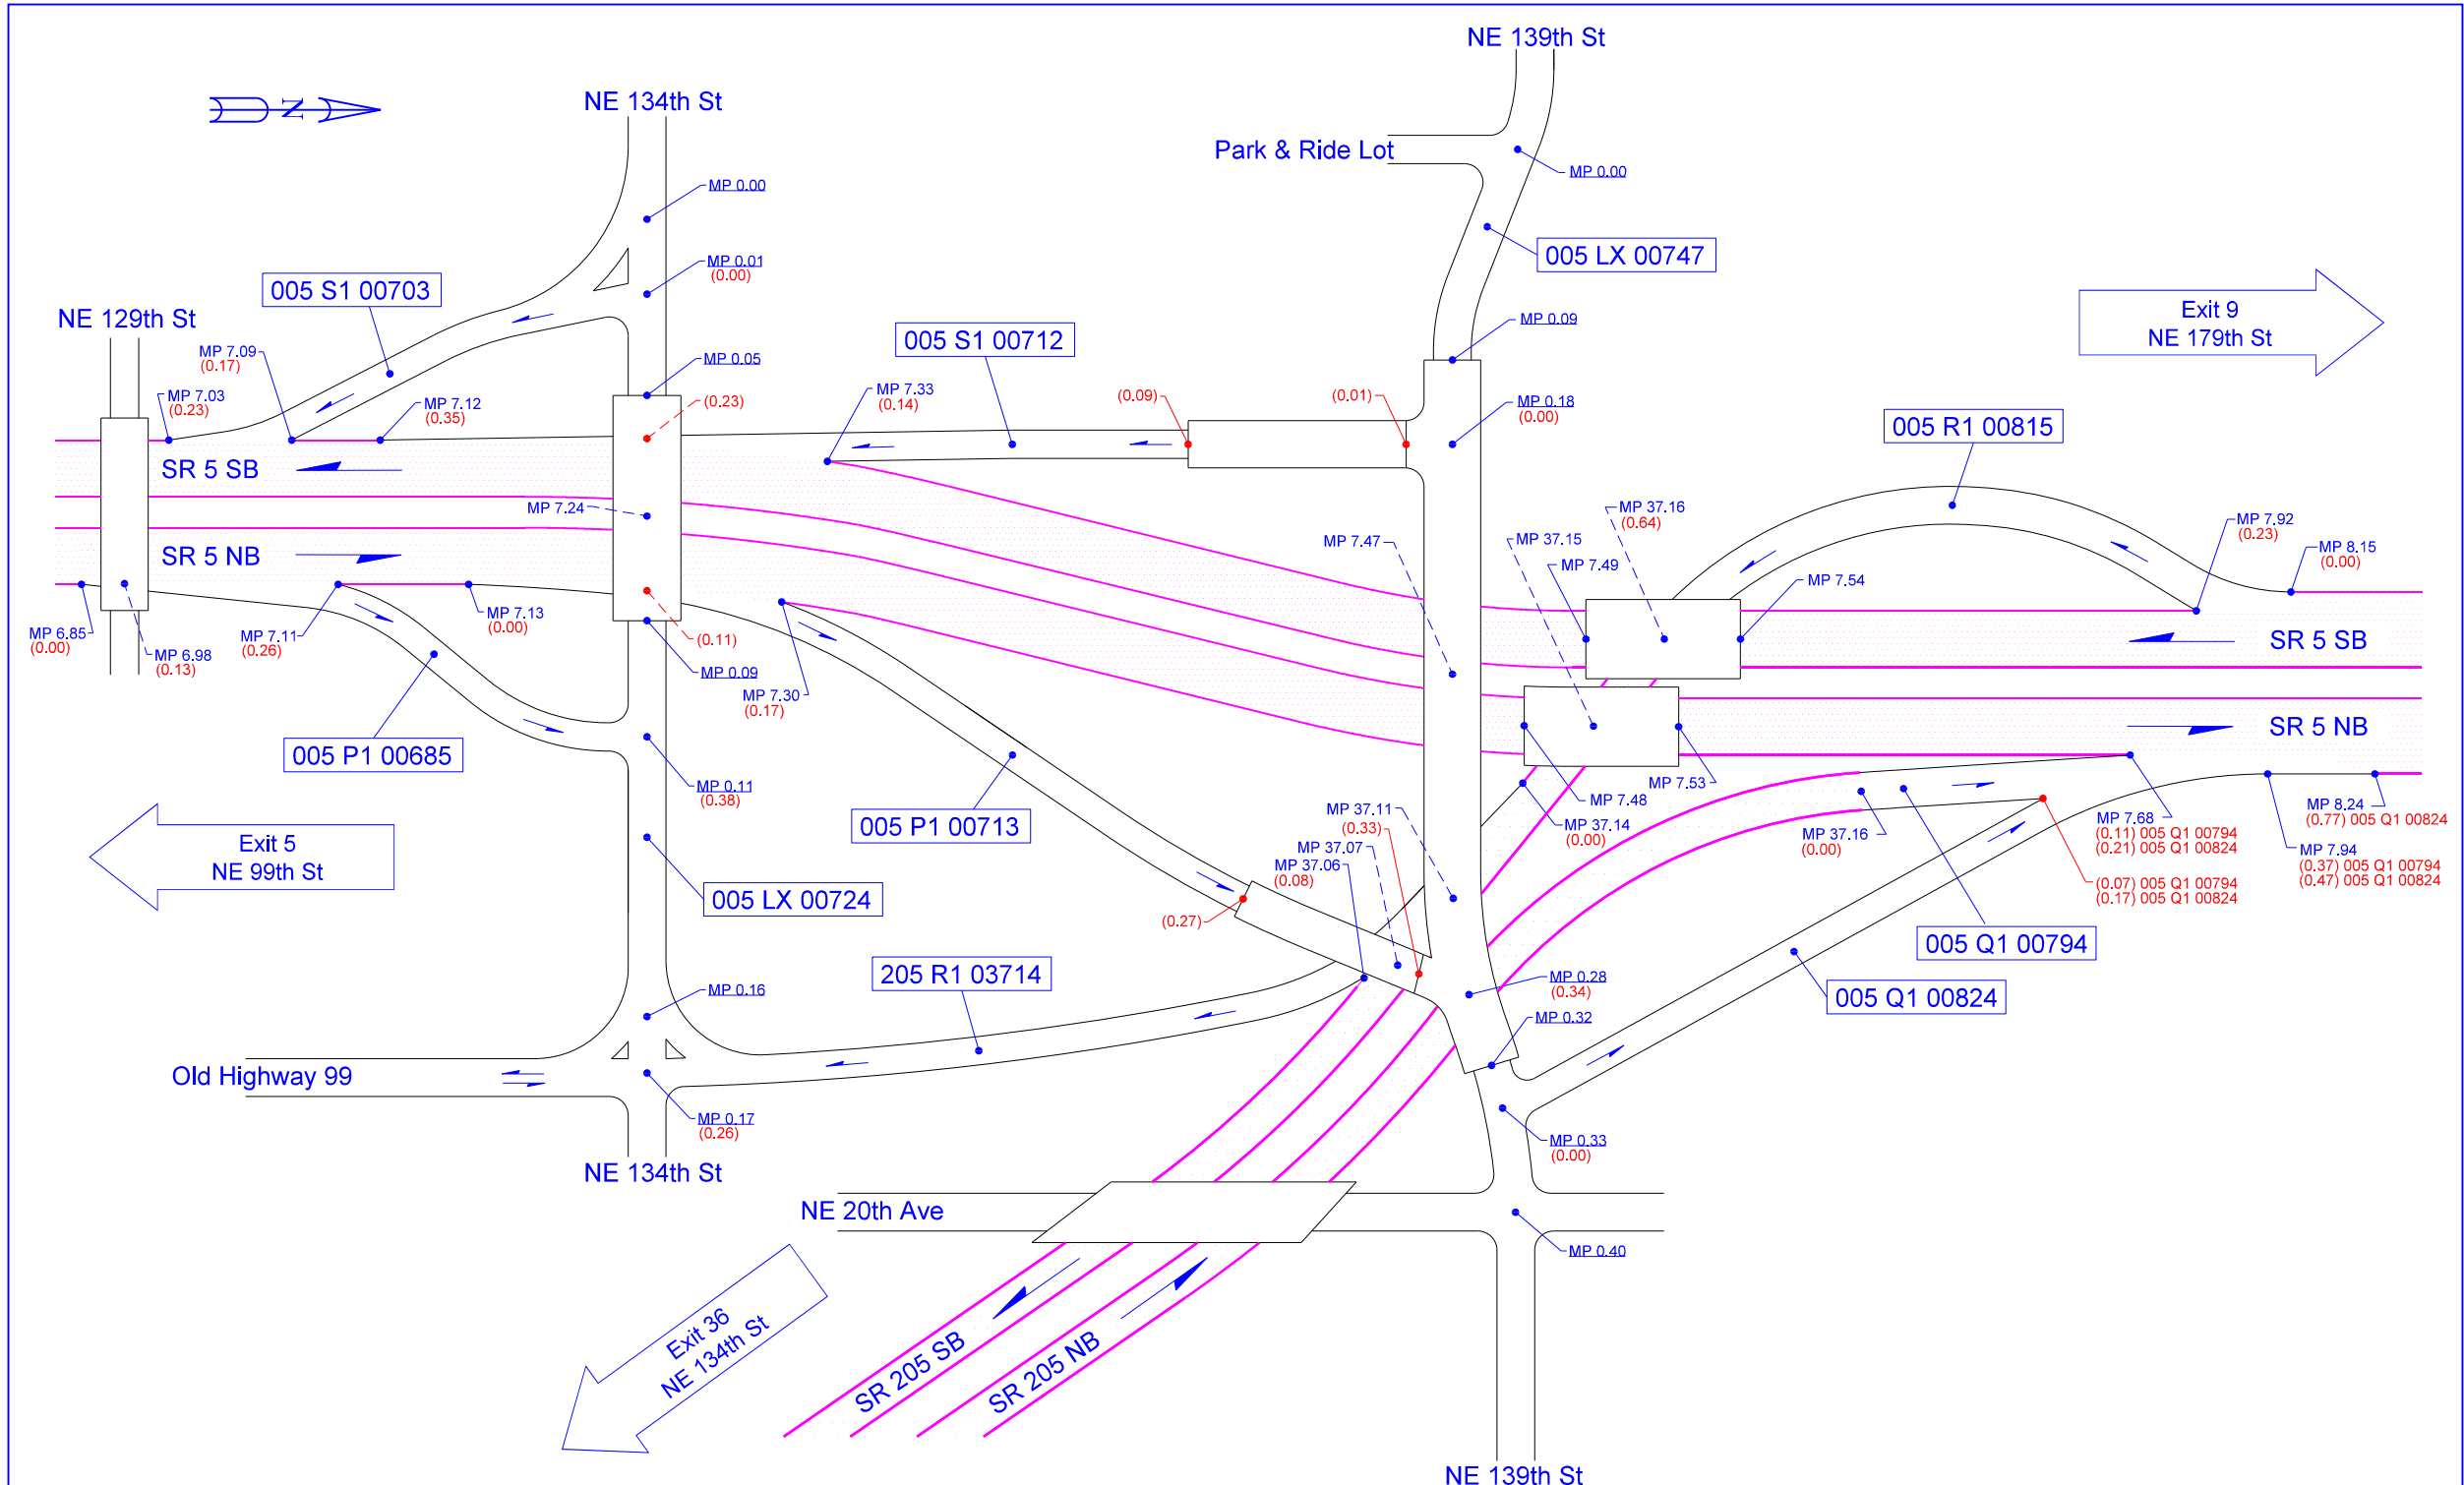 NE 139th St
N
NE 134th St
Park & Ride Lot
MP 0.00
MP 0.00
005 LX 00747
MP 0.01
(0.00)
005 S1 00703
NE 129th St
Exit 9
NE 179th St
MP 0.09
005 S1 00712
MP 7.09
(0.17)
MP 0.05
MP 7.03
(0.23)
MP 7.12
(0.35)
(0.23)
MP 7.33
(0.14)
(0.09)
(0.01)
MP 0.18
(0.00)
005 R1 00815
SR 5 SB
MP 7.24
MP 37.16
(0.64)
MP 7.92
(0.23)
MP 7.47
MP 37.15
MP 7.49
MP 8.15
(0.00)
SR 5 NB
MP 7.54
MP 7.13
(0.00)
MP 6.85
(0.00)
MP 7.11
(0.26)
MP 6.98
(0.13)
(0.11)
MP 0.09
SR 5 SB
MP 7.30
(0.17)
SR 5 NB
005 P1 00685
MP 0.11
(0.38)
MP 7.53
MP 7.48
005 P1 00713
MP 37.11
(0.33)
MP 37.14
(0.00)
MP 37.16
(0.00)
MP 8.24
(0.77) 005 Q1 00824
MP 7.68
(0.11) 005 Q1 00794
(0.21) 005 Q1 00824
MP 7.94
(0.37) 005 Q1 00794
(0.47) 005 Q1 00824
Exit 5
NE 99th St
MP 37.07
MP 37.06
(0.08)
(0.07) 005 Q1 00794
(0.17) 005 Q1 00824
005 LX 00724
(0.27)
005 Q1 00794
205 R1 03714
MP 0.28
(0.34)
005 Q1 00824
MP 0.16
MP 0.32
Old Highway 99
MP 0.17
(0.26)
MP 0.33
(0.00)
NE 134th St
NE 20th Ave
MP 0.40
Exit 36
NE 134th St
SR 205 SB
SR 205 NB
NE 139th St